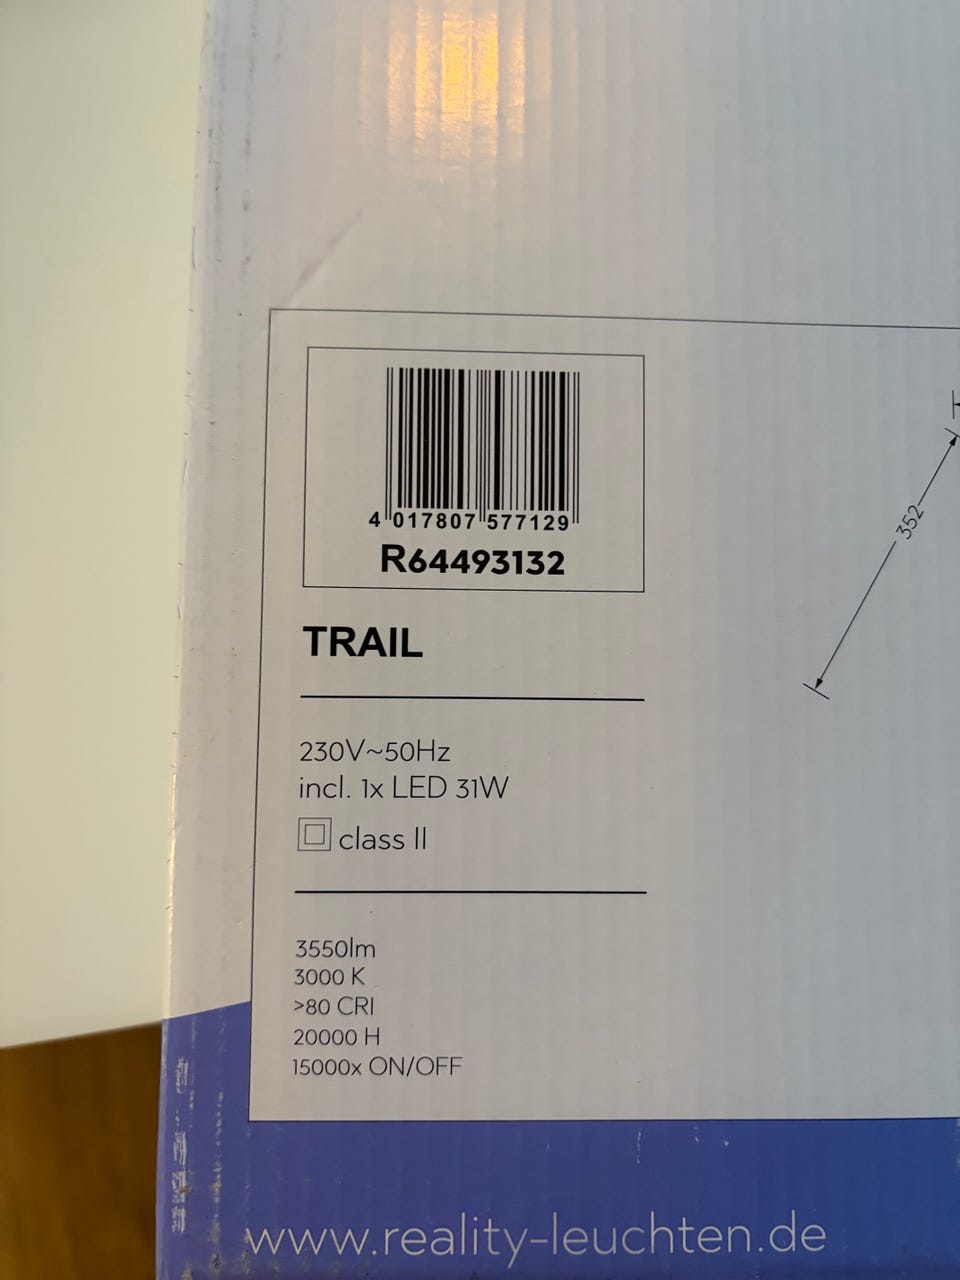 4 017807 577129
R64493132
TRAIL
230V~50Hz
incl. 1x LED 31W
class II
3550lm
3000 K
>80 CRI
20000 H
15000x ON/OFF
352
www.reality-leuchten.de